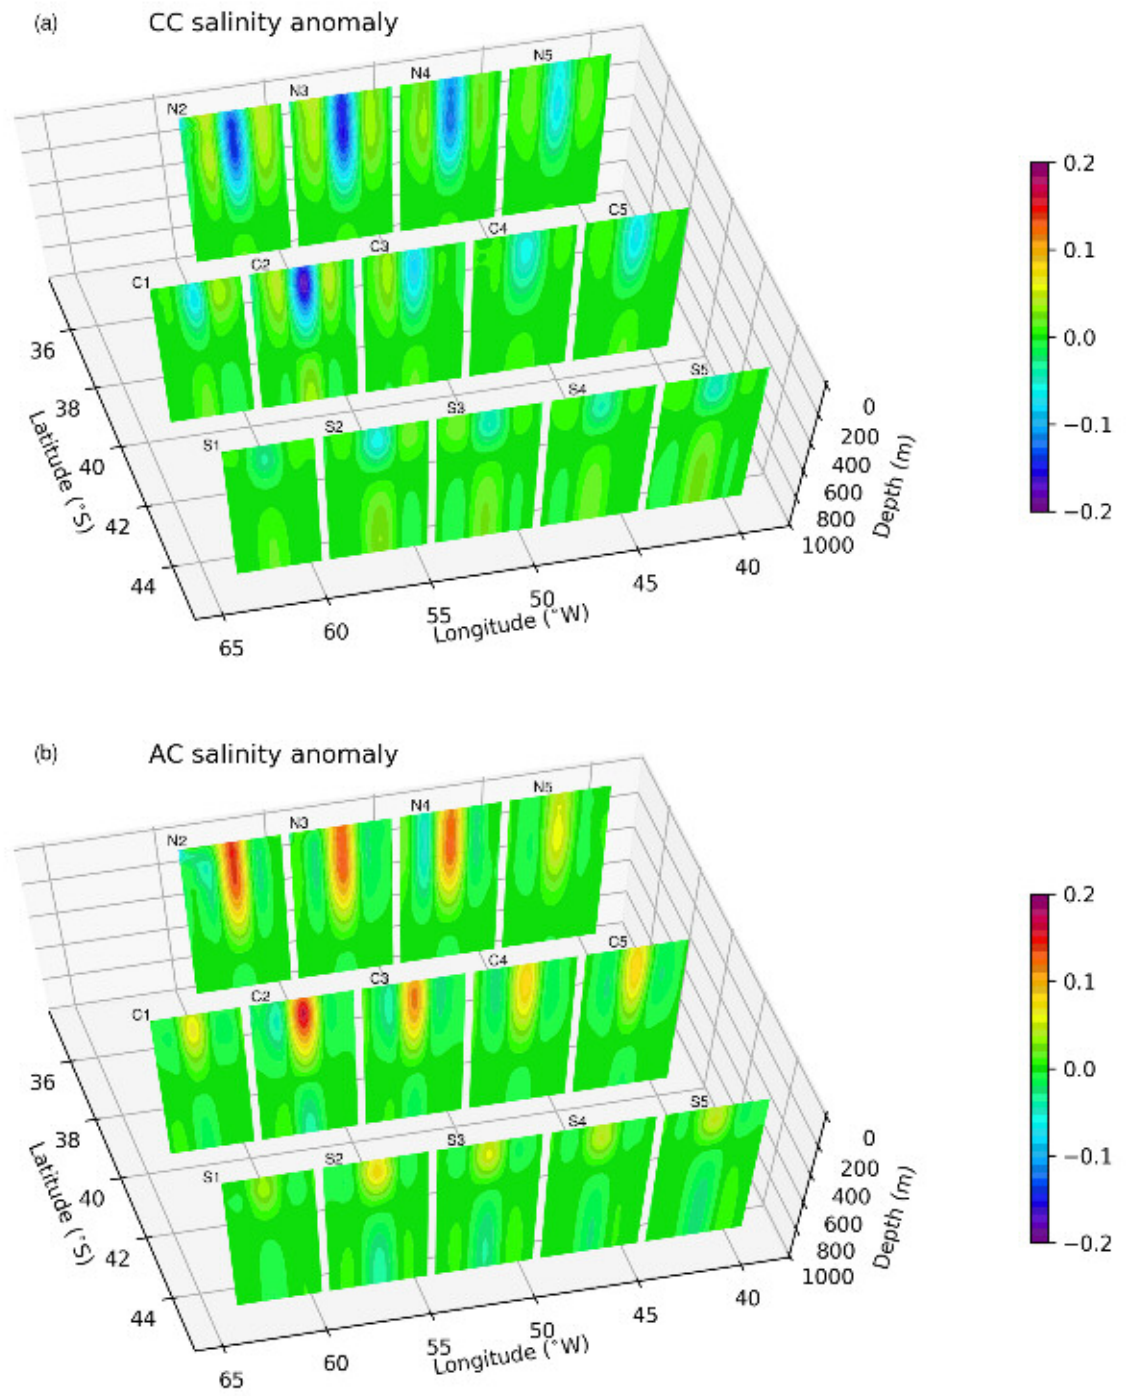 (a) CC salinity anomaly
N2 N3 N4 N5
C1 C2 C3 C4 C5
S1 S2 S3 S4 S5
36
38
40
42
44
Latitude (°S)
65 60 55 50 45 40
Longitude (°W)
0
200
400
600
800
1000
Depth (m)
0.2
0.1
0.0
−0.1
−0.2
(b) AC salinity anomaly
N2 N3 N4 N5
C1 C2 C3 C4 C5
S1 S2 S3 S4 S5
36
38
40
42
44
Latitude (°S)
65 60 55 50 45 40
Longitude (°W)
0
200
400
600
800
1000
Depth (m)
0.2
0.1
0.0
−0.1
−0.2